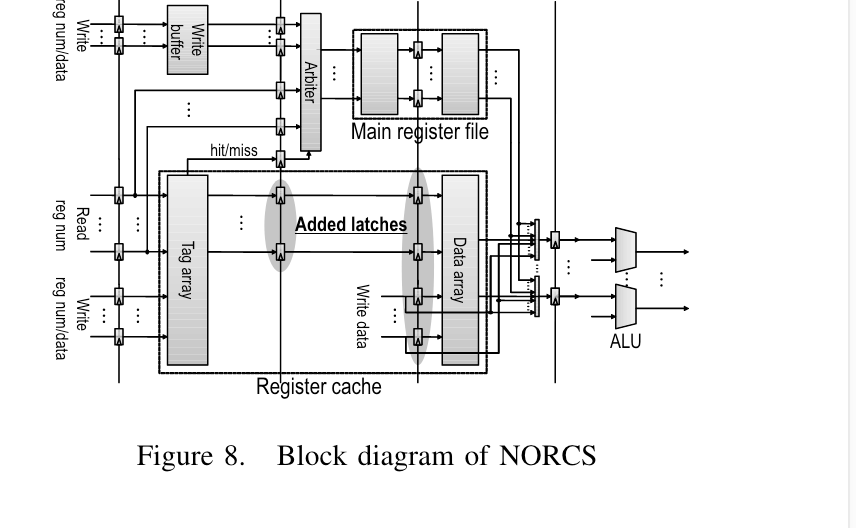 Write
reg num/data
Write
buffer
Arbiter
Main register file
hit/miss
Read
reg num
Tag array
Added latches
Data array
Write
reg num/data
Write data
ALU
Register cache
Figure 8. Block diagram of NORCS